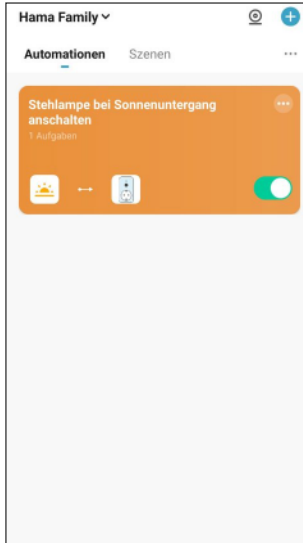 Hama Family
Automationen Szenen
Stehlampe bei Sonnenuntergang
anschalten
1 Aufgaben